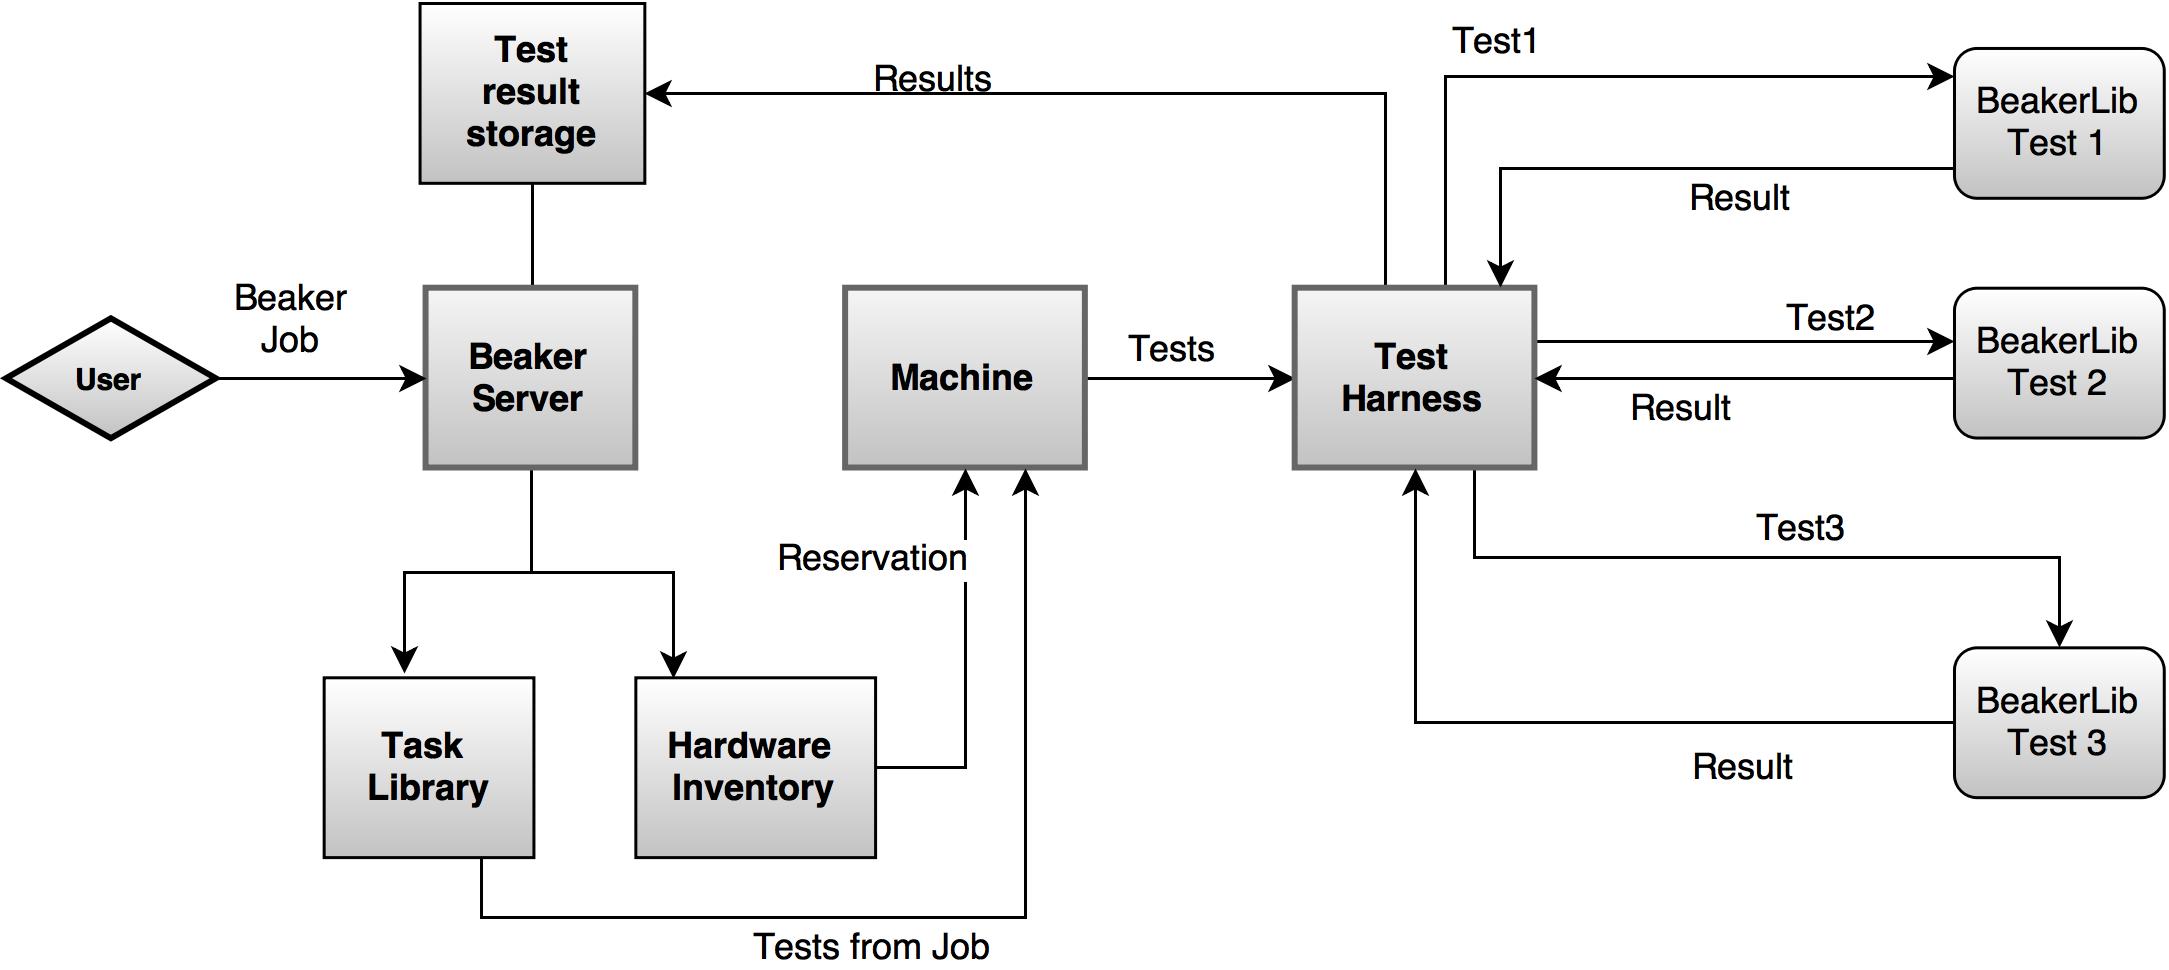 Test
result
storage
Results
Test1
BeakerLib
Test 1
Result
Beaker
Job
User
Beaker
Server
Machine
Tests
Test
Harness
Test2
BeakerLib
Test 2
Result
Reservation
Test3
Task
Library
Hardware
Inventory
BeakerLib
Test 3
Result
Tests from Job